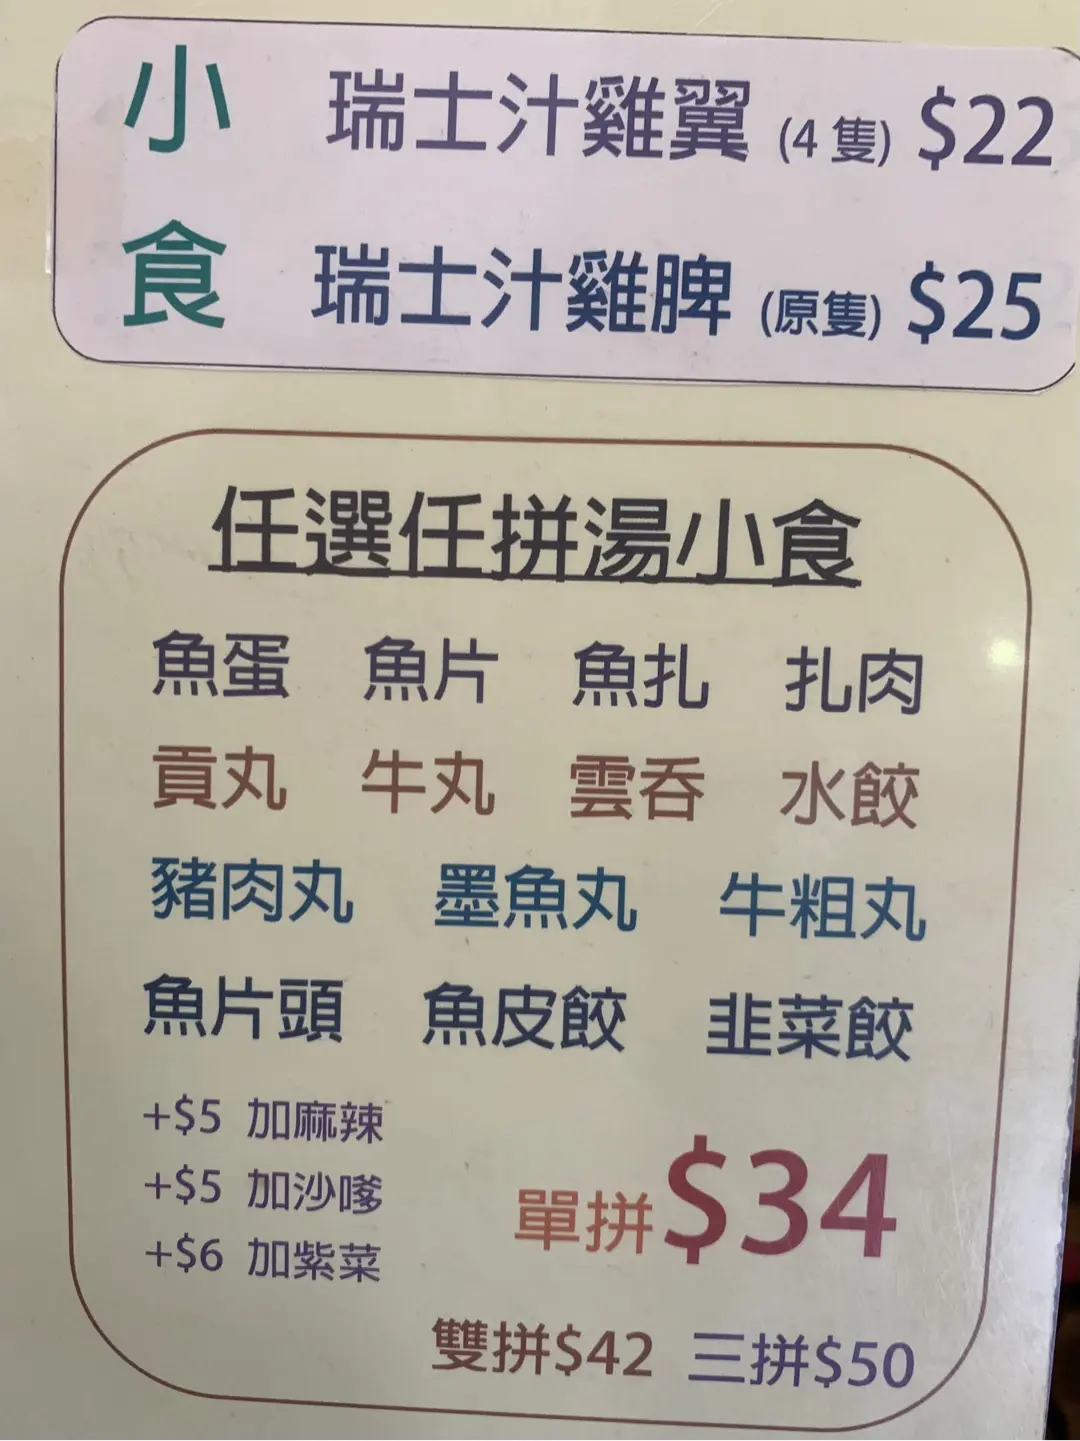 小食
瑞士汁雞翼 (4 隻) $22
瑞士汁雞脾 (原隻) $25
任選任拼湯小食
魚蛋 魚片 魚扎 扎肉
貢丸 牛丸 雲吞 水餃
豬肉丸 墨魚丸 牛粗丸
魚片頭 魚皮餃 韭菜餃
+$5 加麻辣
+$5 加沙嗲
+$6 加紫菜
單拼$34
雙拼$42 三拼$50